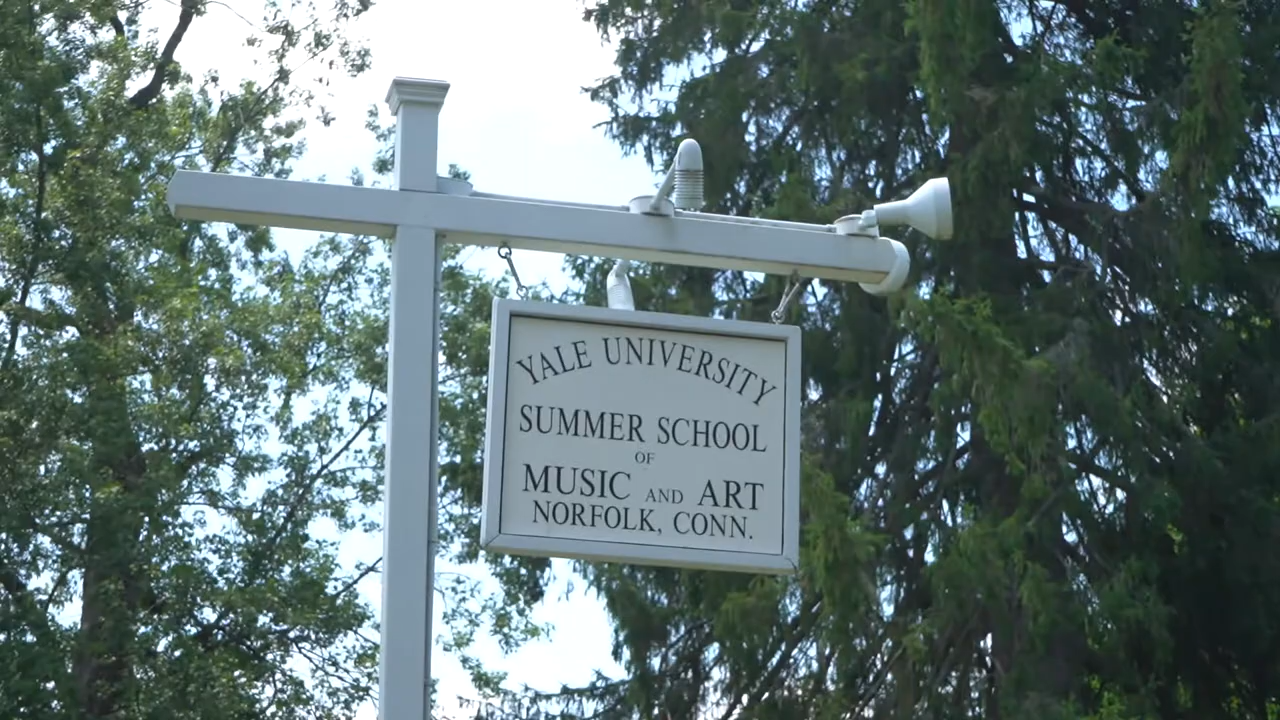 YALE UNIVERSITY
SUMMER SCHOOL
OF
MUSIC AND ART
NORFOLK, CONN.